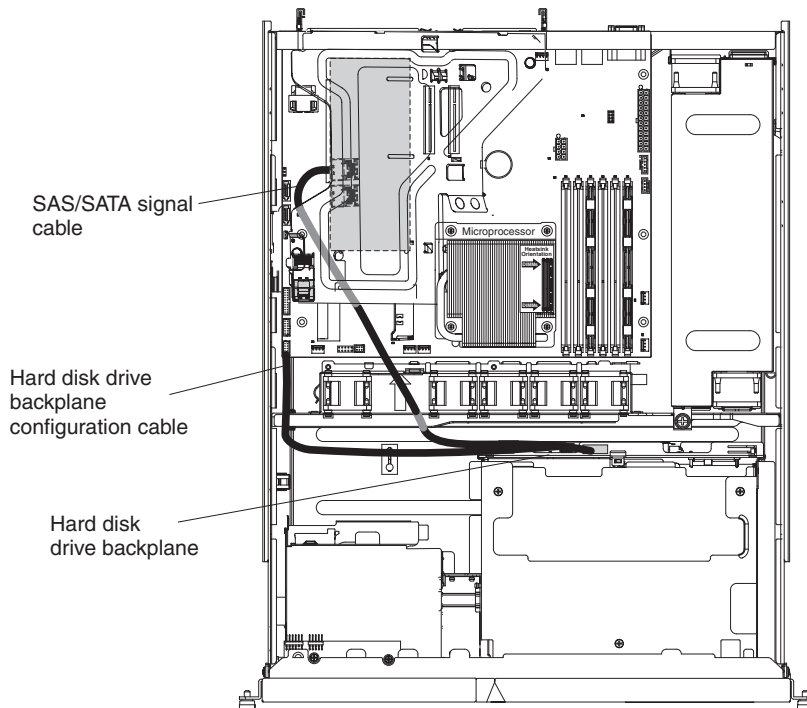 SAS/SATA signal
cable
Microprocessor
Heatsink
Orientation
Hard disk drive
backplane
configuration cable
Hard disk
drive backplane